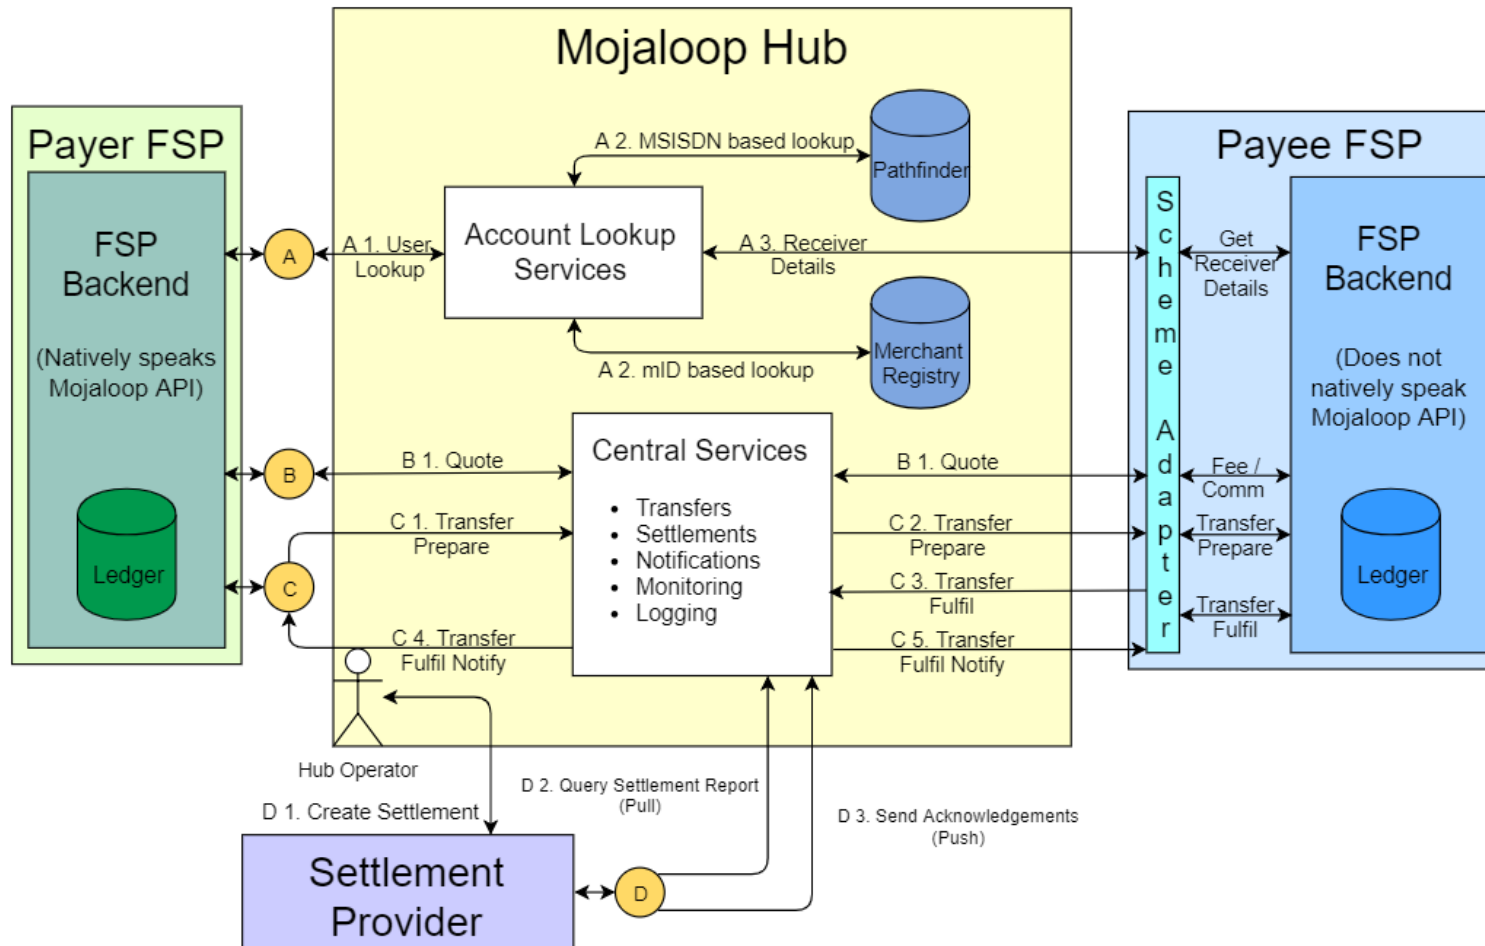 Mojaloop Hub
Payer FSP
FSP
Backend
(Natively speaks
Mojaloop API)
Ledger
A
B
C
A 1. User
Lookup
Account Lookup
Services
A 2. MSISDN based lookup
Pathfinder
A 3. Receiver
Details
A 2. mID based lookup
Merchant
Registry
B 1. Quote
C 1. Transfer
Prepare
C 4. Transfer
Fulfil Notify
Central Services
• Transfers
• Settlements
• Notifications
• Monitoring
• Logging
B 1. Quote
C 2. Transfer
Prepare
C 3. Transfer
Fulfil
C 5. Transfer
Fulfil Notify
Payee FSP
Scheme Adapter
Get
Receiver
Details
Fee /
Comm
Transfer
Prepare
Transfer
Fulfil
FSP
Backend
(Does not
natively speak
Mojaloop API)
Ledger
Hub Operator
D 1. Create Settlement
D 2. Query Settlement Report
(Pull)
D 3. Send Acknowledgements
(Push)
Settlement
Provider
D